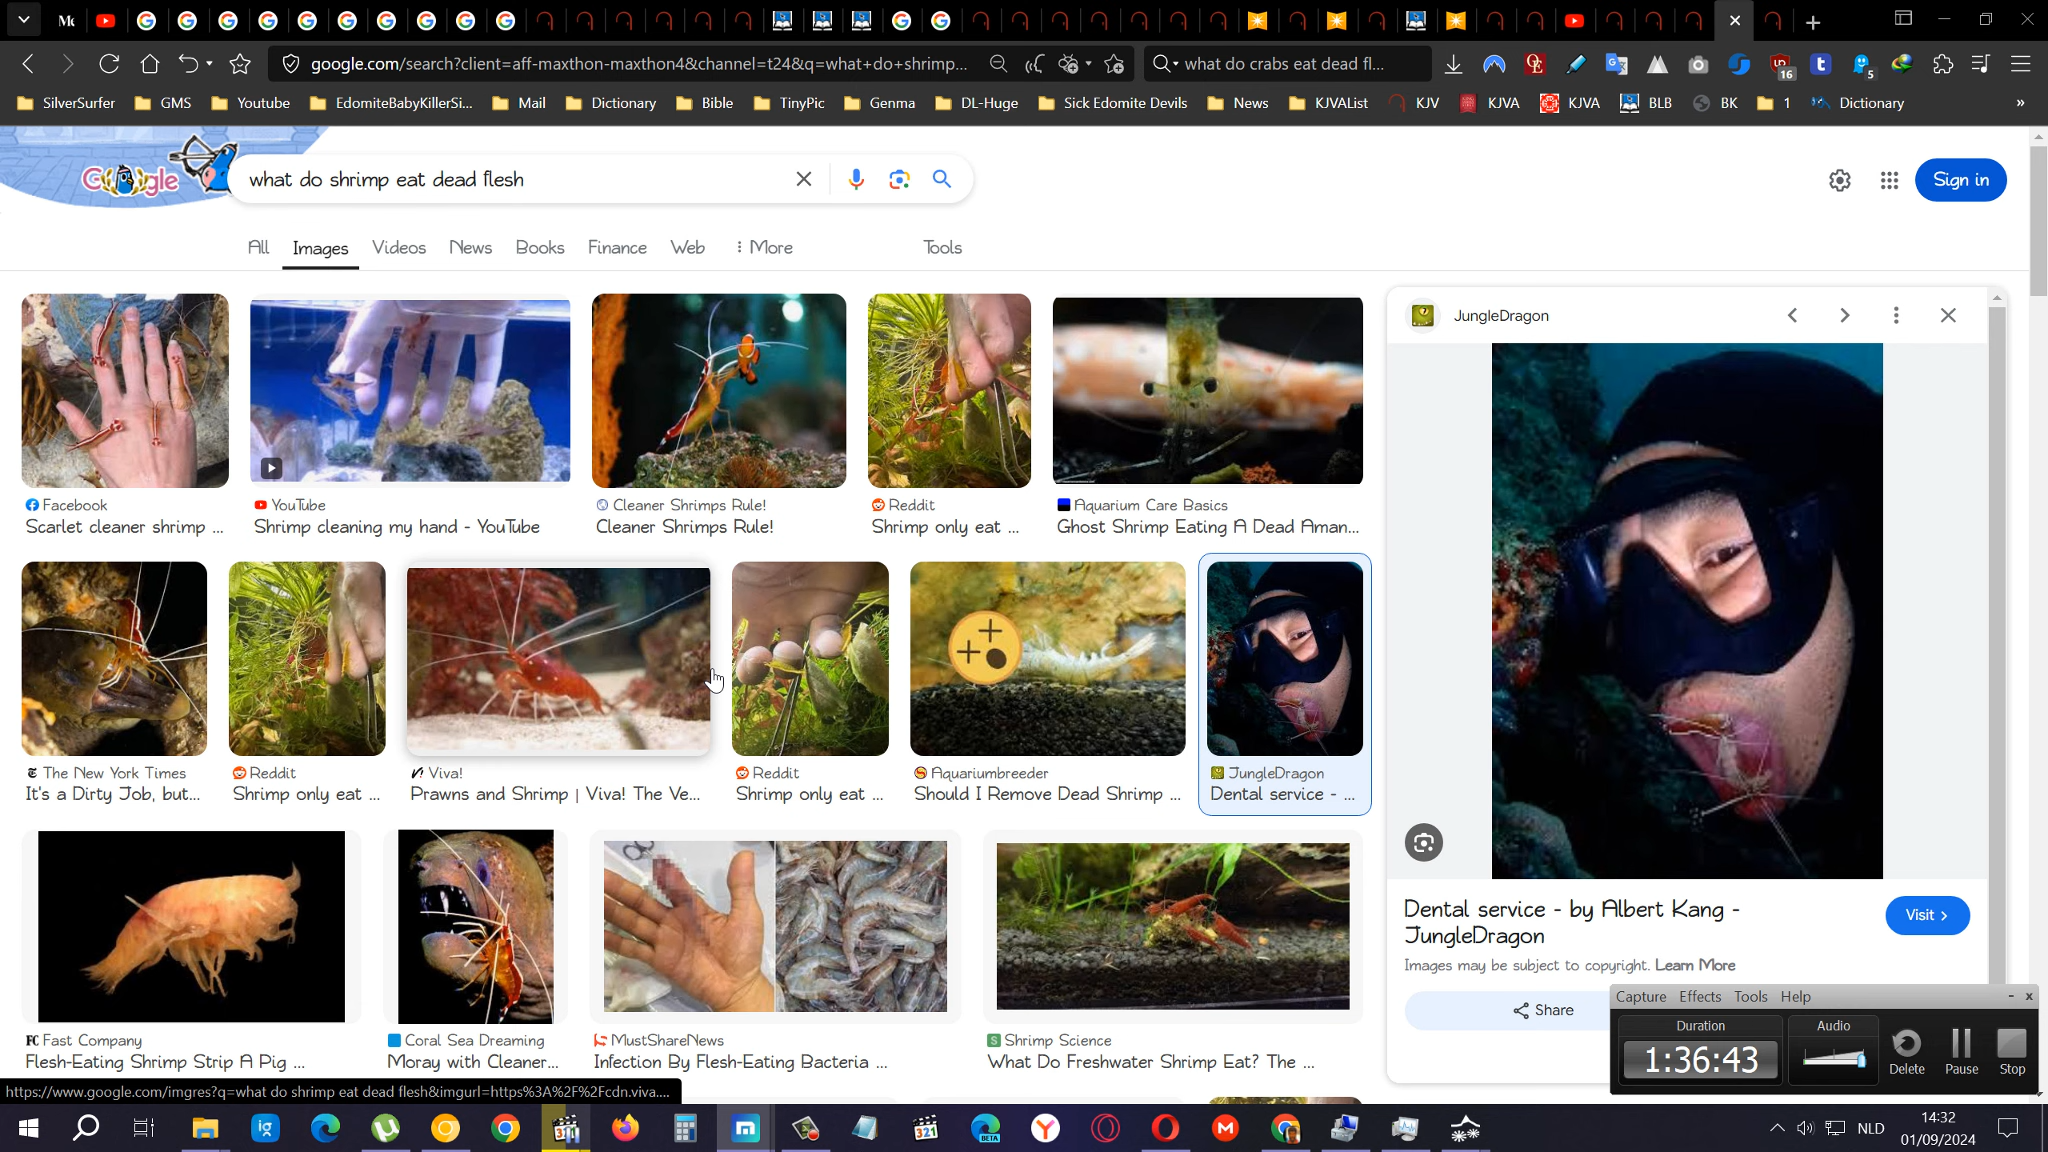 google.com/search?client=aff-maxthon-maxthon4&channel=t24&q=what+do+shrimp...
what do crabs eat dead fl...
16
5
SilverSurfer
GMS
Youtube
EdomiteBabyKillerSi...
Mail
Dictionary
Bible
TinyPic
Genma
DL-Huge
Sick Edomite Devils
News
KJVAList
KJV
KJVA
KJVA
BLB
BK
1
Dictionary
»
what do shrimp eat dead flesh
Sign in
All
Images
Videos
News
Books
Finance
Web
More
Tools
Facebook
Scarlet cleaner shrimp ...
YouTube
Shrimp cleaning my hand - YouTube
Cleaner Shrimps Rule!
Cleaner Shrimps Rule!
Reddit
Shrimp only eat ...
Aquarium Care Basics
Ghost Shrimp Eating A Dead Aman...
The New York Times
It's a Dirty Job, but...
Reddit
Shrimp only eat ...
Viva!
Prawns and Shrimp | Viva! The Ve...
Reddit
Shrimp only eat ...
Aquariumbreeder
Should I Remove Dead Shrimp ...
JungleDragon
Dental service - ...
Fast Company
Flesh-Eating Shrimp Strip A Pig ...
Coral Sea Dreaming
Moray with Cleaner...
MustShareNews
Infection By Flesh-Eating Bacteria ...
Shrimp Science
What Do Freshwater Shrimp Eat? The ...
JungleDragon
Dental service - by Albert Kang -
JungleDragon
Visit
Images may be subject to copyright. Learn More
Share
Capture Effects Tools Help
Duration
1:36:43
Audio
Delete
Pause
Stop
https://www.google.com/imgres?q=what do shrimp eat dead flesh&imgurl=https%3A%2F%2Fcdn.viva....
321
BETA
NLD
14:32
01/09/2024